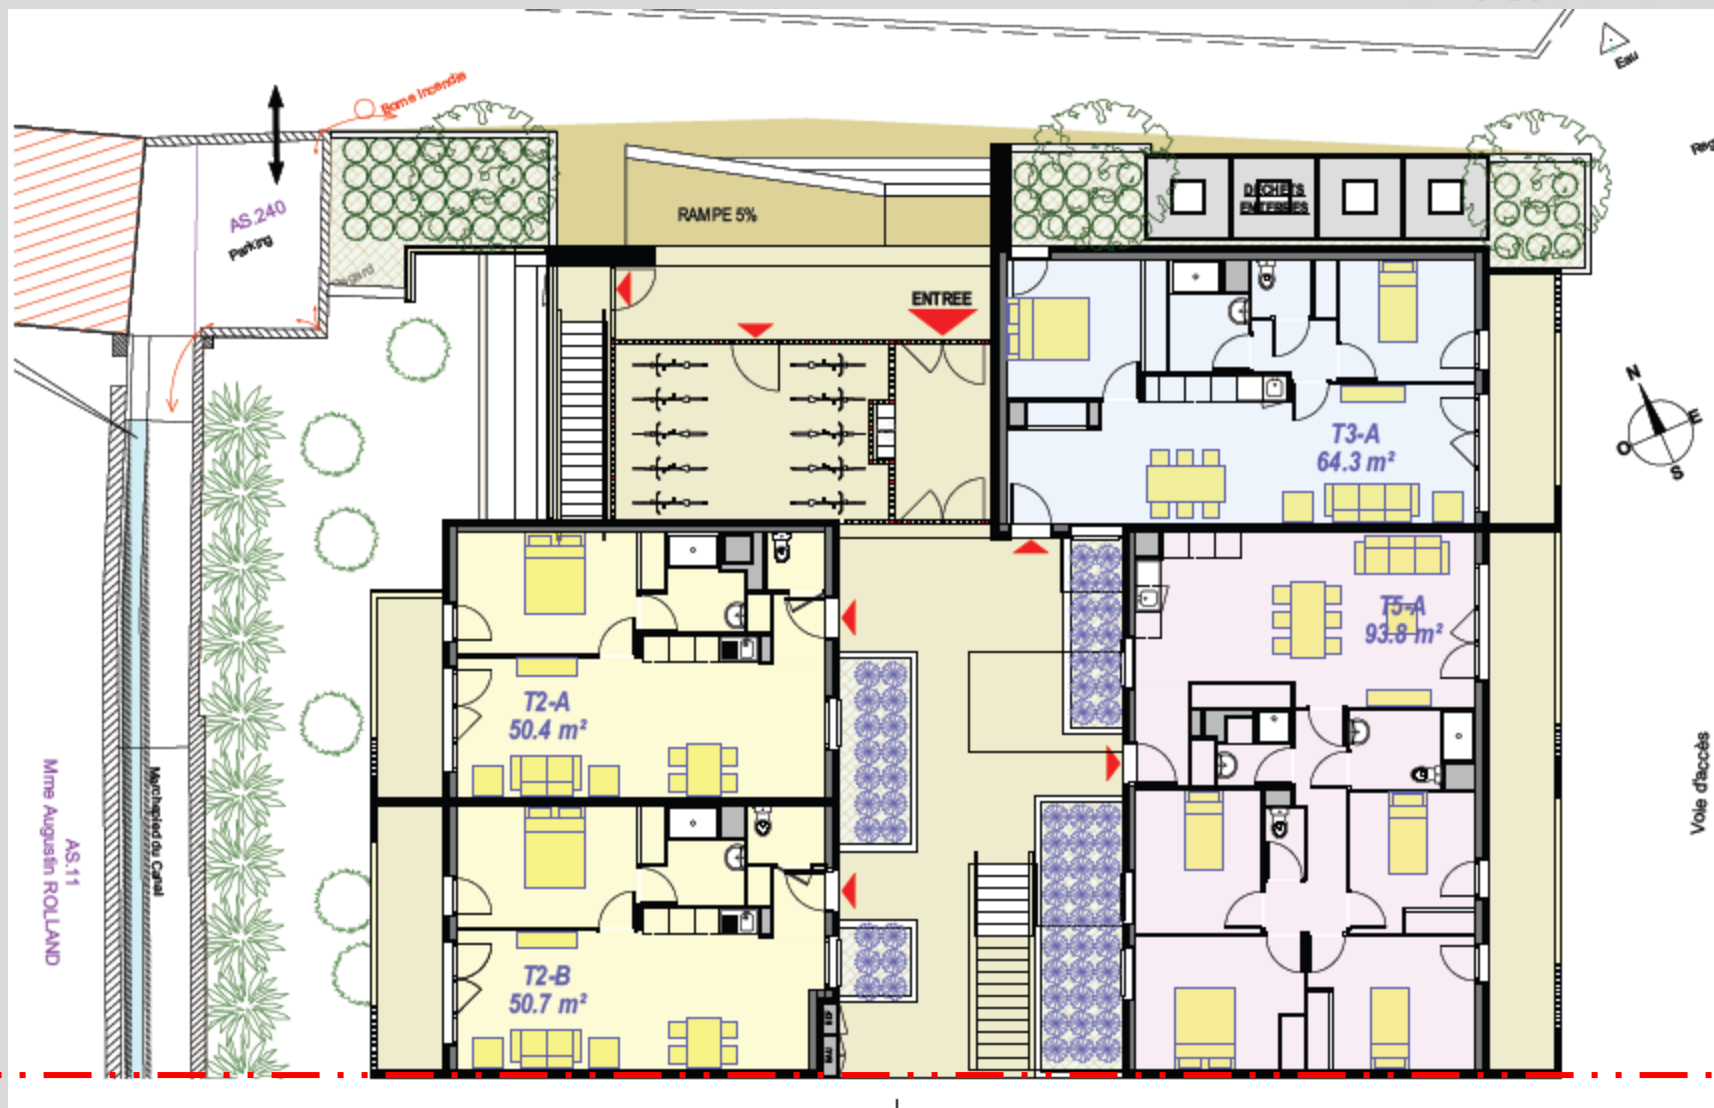 Eau
Borne Incendie
AS.240
Parking
Regard
RAMPE 5%
DECHETS
ENTERRES
ENTREE
N
E
O
S
T3-A
64.3 m²
T5-A
93.8 m²
T2-A
50.4 m²
T2-B
50.7 m²
Voie d'accès
AS.11
Mme Augustin ROLLAND
Marchepied du Canal